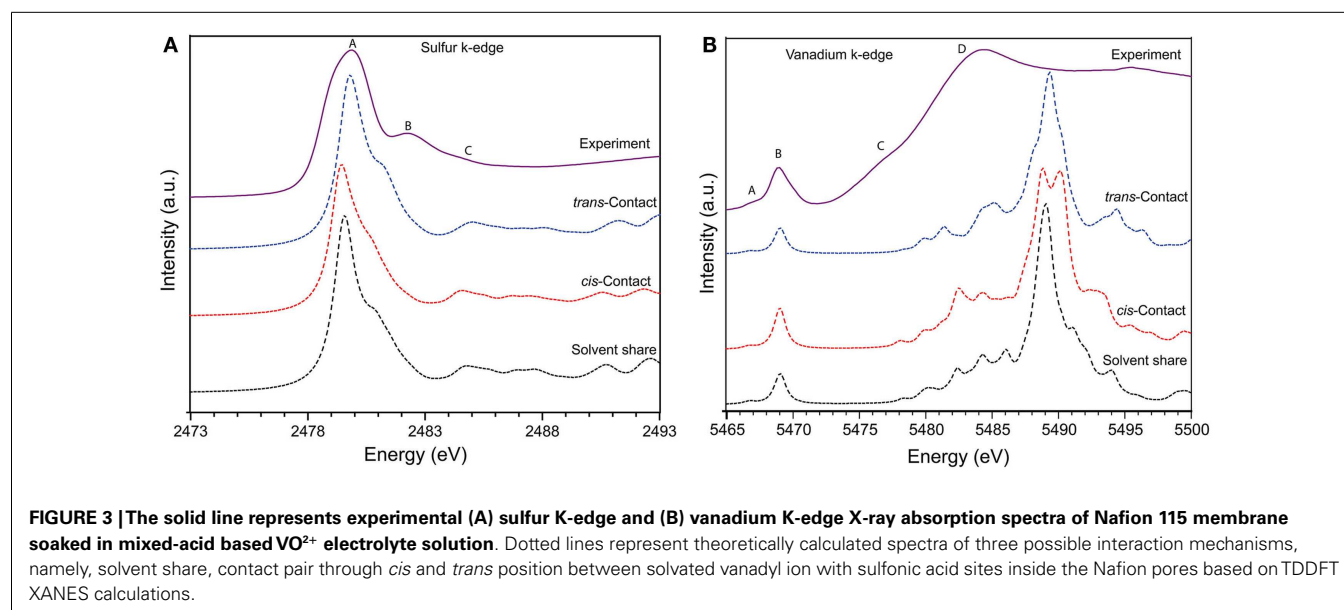 A
Sulfur k-edge
A
B
C
Experiment
trans-Contact
cis-Contact
Solvent share
Intensity (a.u.)
2473 2478 2483 2488 2493
Energy (eV)
B
Vanadium k-edge
D
Experiment
C
B
A
trans-Contact
cis-Contact
Solvent share
Intensity (a.u.)
5465 5470 5475 5480 5485 5490 5495 5500
Energy (eV)
FIGURE 3 | The solid line represents experimental (A) sulfur K-edge and (B) vanadium K-edge X-ray absorption spectra of Nafion 115 membrane
soaked in mixed-acid based VO²⁺ electrolyte solution. Dotted lines represent theoretically calculated spectra of three possible interaction mechanisms,
namely, solvent share, contact pair through cis and trans position between solvated vanadyl ion with sulfonic acid sites inside the Nafion pores based on TDDFT
XANES calculations.